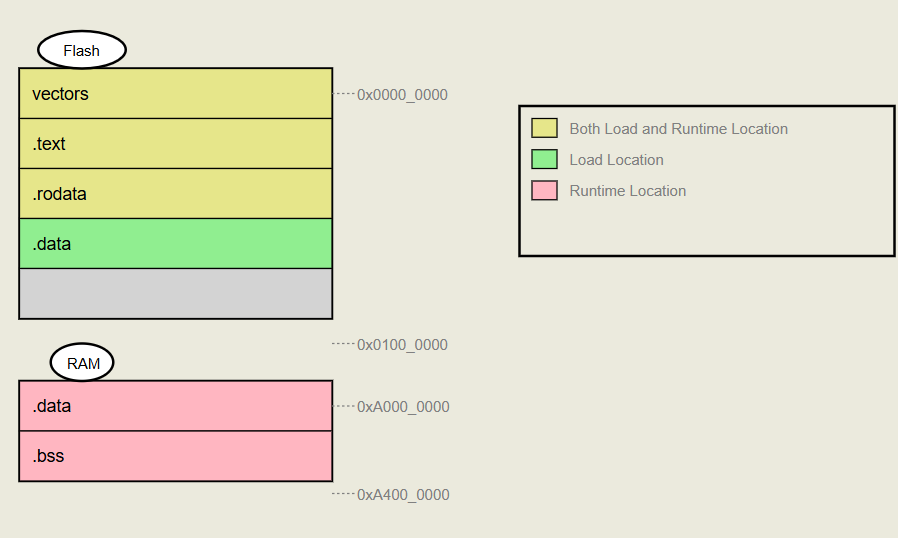 Flash
vectors
0x0000_0000
.text
.rodata
.data
0x0100_0000
RAM
.data
0xA000_0000
.bss
0xA400_0000
Both Load and Runtime Location
Load Location
Runtime Location